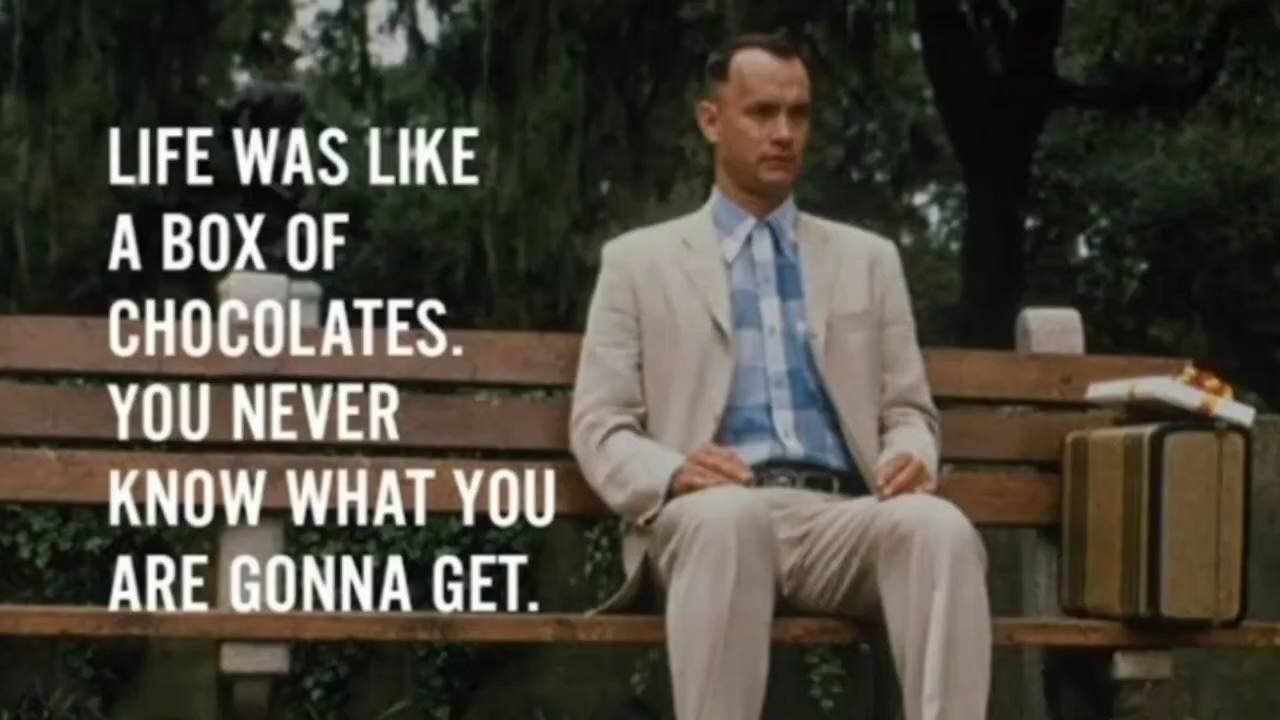 LIFE WAS LIKE
A BOX OF
CHOCOLATES.
YOU NEVER
KNOW WHAT YOU
ARE GONNA GET.